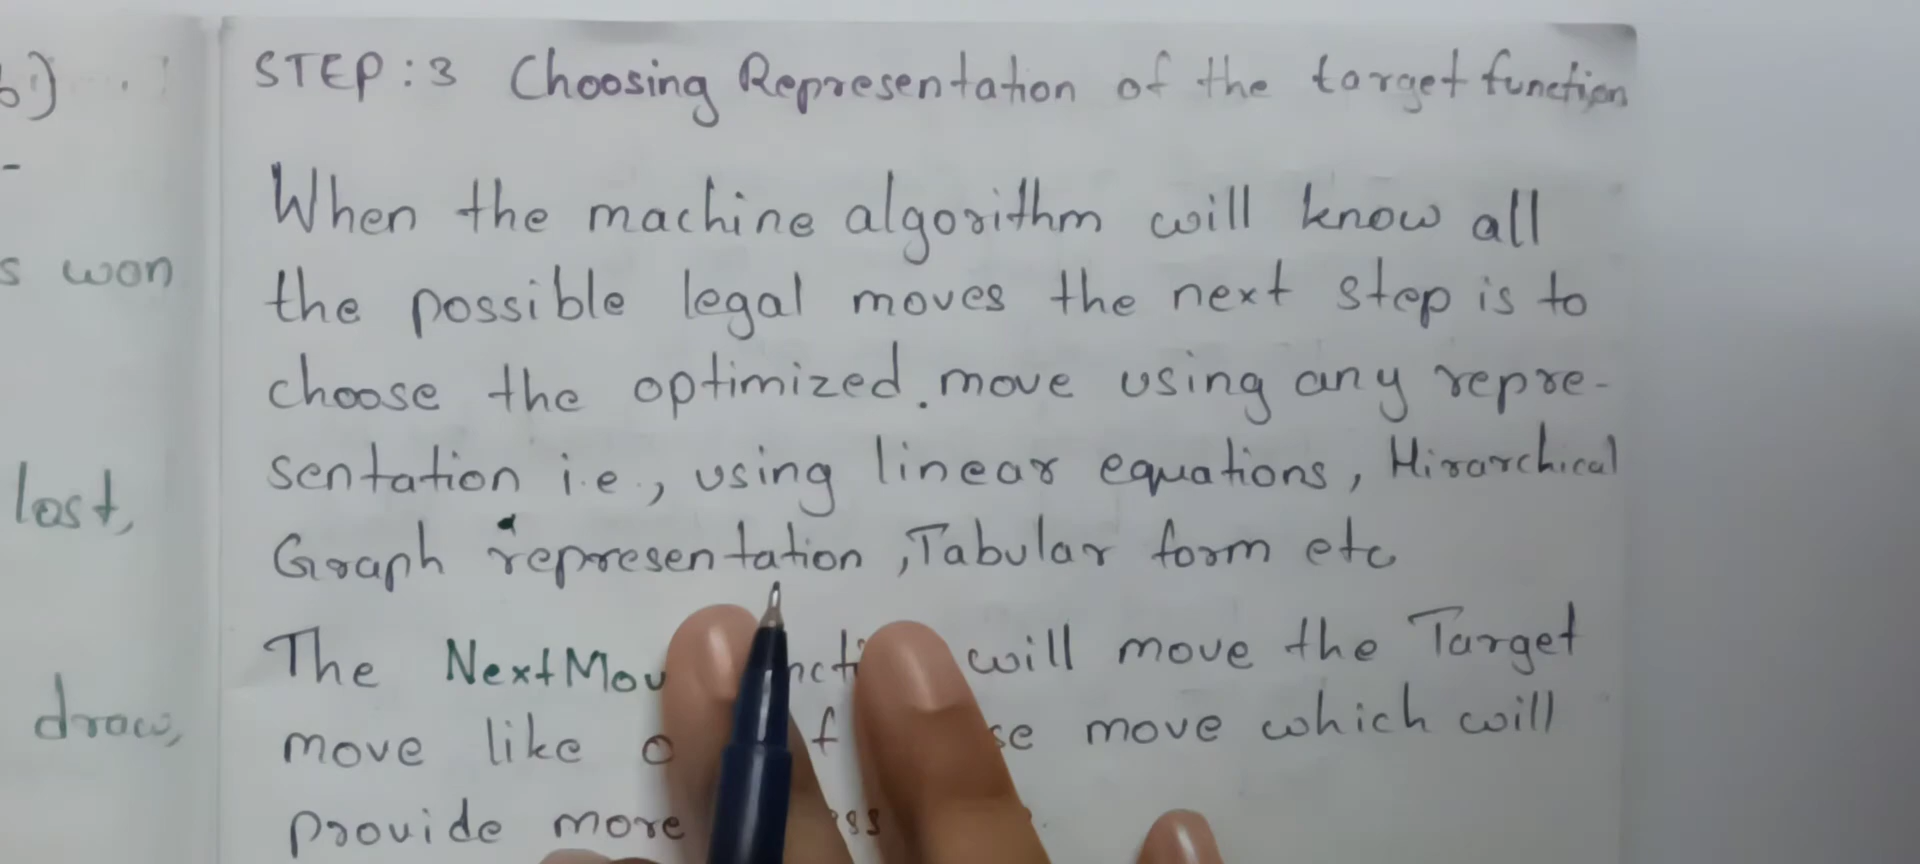 STEP:3 Choosing Representation of the target function
When the machine algorithm will know all
the possible legal moves the next step is to
choose the optimized. move using any repre-
sentation i.e., using linear equations, Hirarchical
Graph representation, Tabular form etc
The will move the Target
move like move which will
provide more
s won
lost,
draw,